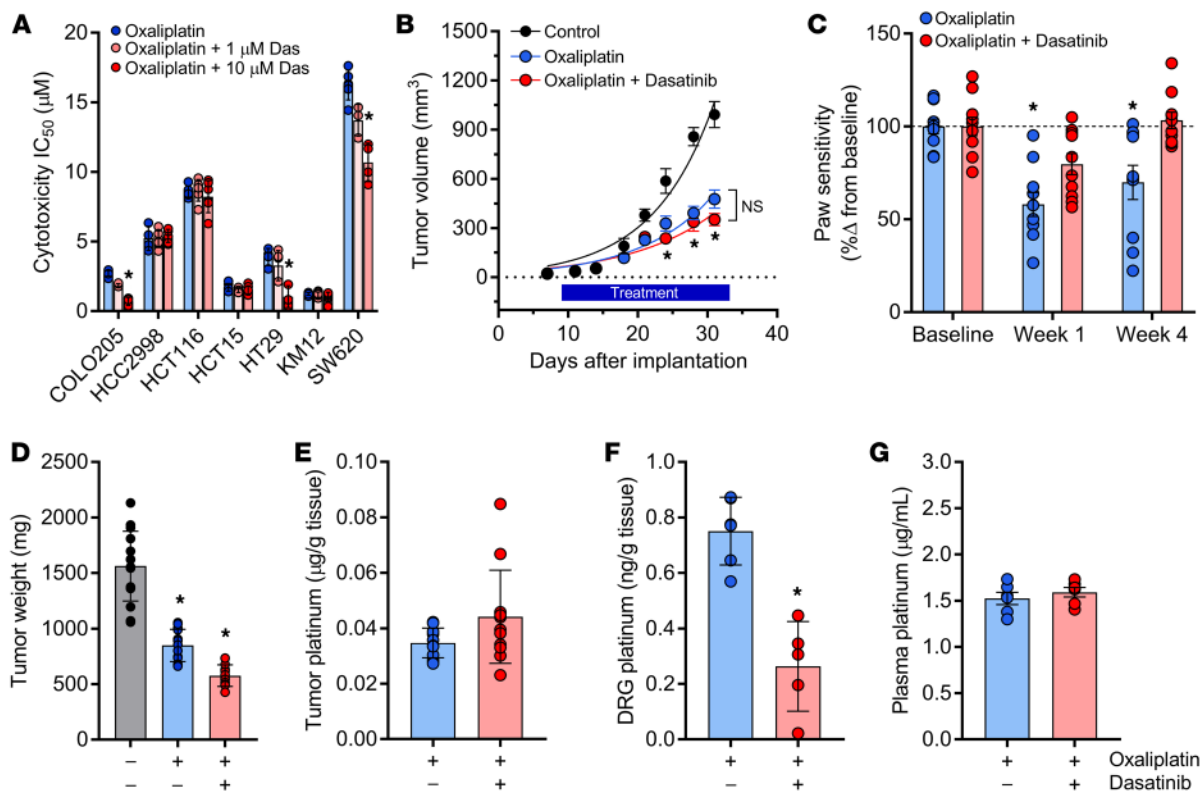 A
Oxaliplatin
Oxaliplatin + 1 μM Das
Oxaliplatin + 10 μM Das
Cytotoxicity IC50 (μM)
20
15
10
5
0
*
*
*
COLO205
HCC2998
HCT116
HCT15
HT29
KM12
SW620
B
Control
Oxaliplatin
Oxaliplatin + Dasatinib
Tumor volume (mm3)
1500
1200
900
600
300
0
NS
* * *
Treatment
0 10 20 30 40
Days after implantation
C
Oxaliplatin
Oxaliplatin + Dasatinib
Paw sensitivity
(%Δ from baseline)
150
100
50
0
* *
Baseline Week 1 Week 4
D
Tumor weight (mg)
2500
2000
1500
1000
500
0
*
*
– + +
– – +
E
Tumor platinum (μg/g tissue)
0.10
0.08
0.06
0.04
0.02
0.00
+ +
– +
F
DRG platinum (ng/g tissue)
1.0
0.8
0.6
0.4
0.2
0.0
*
+ +
– +
G
Plasma platinum (μg/mL)
3.0
2.5
2.0
1.5
1.0
0.5
0.0
+ + Oxaliplatin
– + Dasatinib